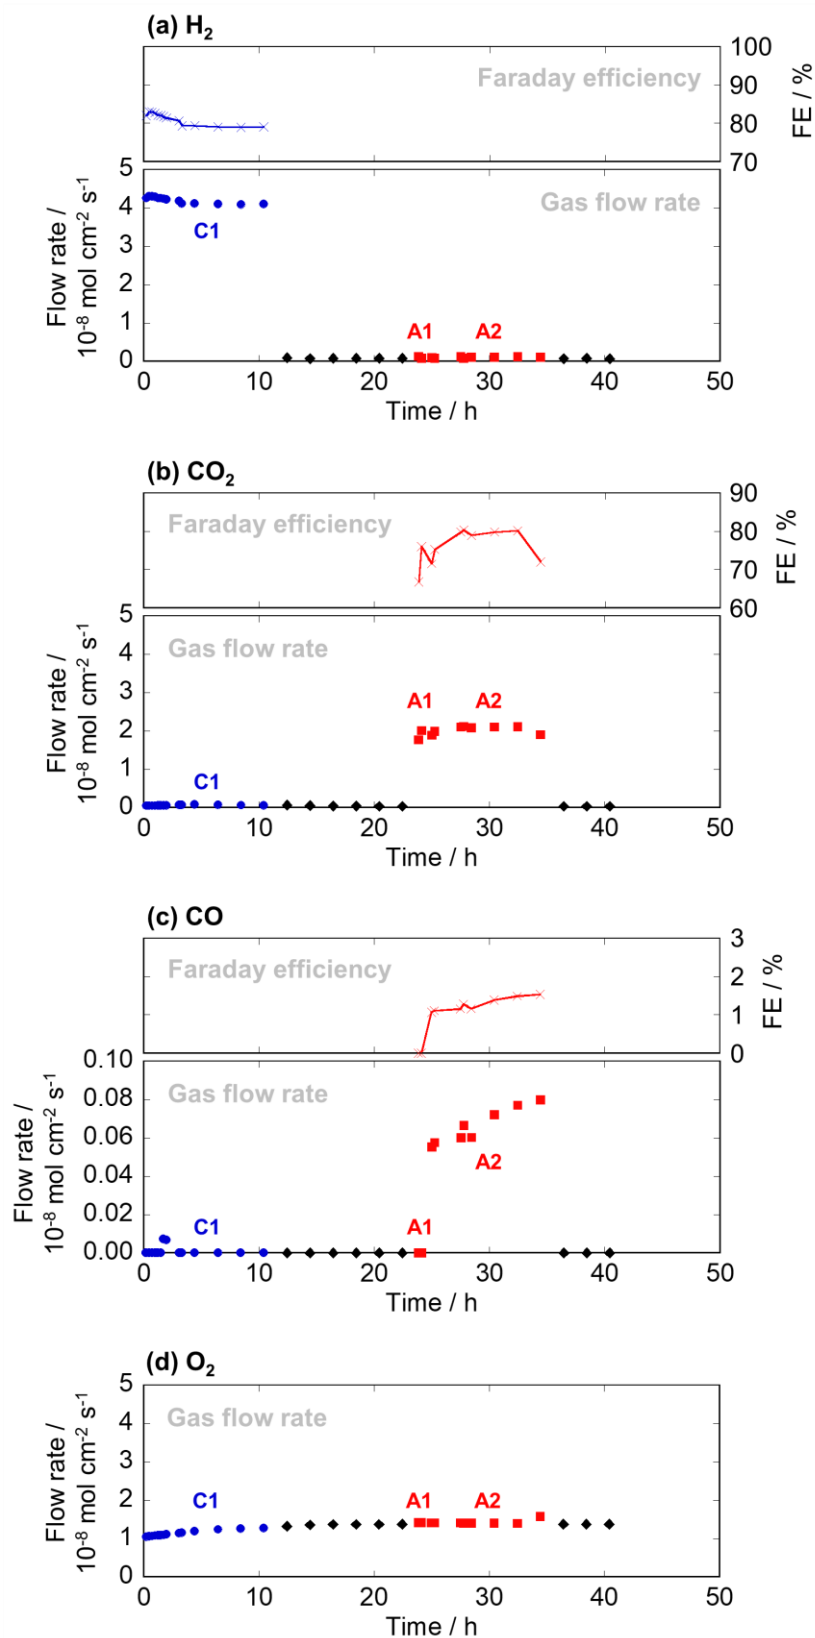 (a) H₂
Faraday efficiency
100
90
80
70
FE / %
Gas flow rate
5
4
3
2
1
0
Flow rate /
10⁻⁸ mol cm⁻² s⁻¹
C1
A1
A2
0 10 20 30 40 50
Time / h
(b) CO₂
Faraday efficiency
90
80
70
60
FE / %
Gas flow rate
5
4
3
2
1
0
Flow rate /
10⁻⁸ mol cm⁻² s⁻¹
C1
A1
A2
0 10 20 30 40 50
Time / h
(c) CO
Faraday efficiency
3
2
1
0
FE / %
Gas flow rate
0.10
0.08
0.06
0.04
0.02
0.00
Flow rate /
10⁻⁸ mol cm⁻² s⁻¹
C1
A1
A2
0 10 20 30 40 50
Time / h
(d) O₂
Gas flow rate
5
4
3
2
1
0
Flow rate /
10⁻⁸ mol cm⁻² s⁻¹
C1
A1
A2
0 10 20 30 40 50
Time / h